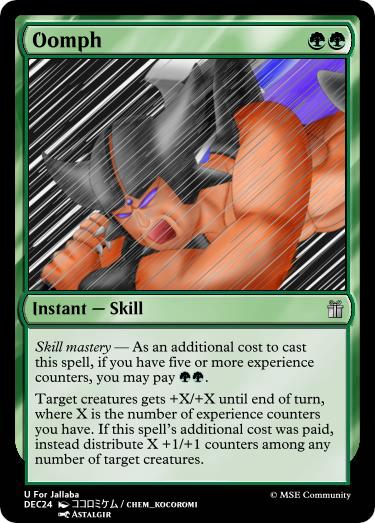 Oomph
Instant — Skill
Skill mastery — As an additional cost to cast
this spell, if you have five or more experience
counters, you may pay .
Target creatures gets +X/+X until end of turn,
where X is the number of experience counters
you have. If this spell's additional cost was paid,
instead distribute X +1/+1 counters among any
number of target creatures.
U For Jallaba
DEC24 ココロミケム / CHEM_KOCOROMI
© MSE Community
ASTALGIR